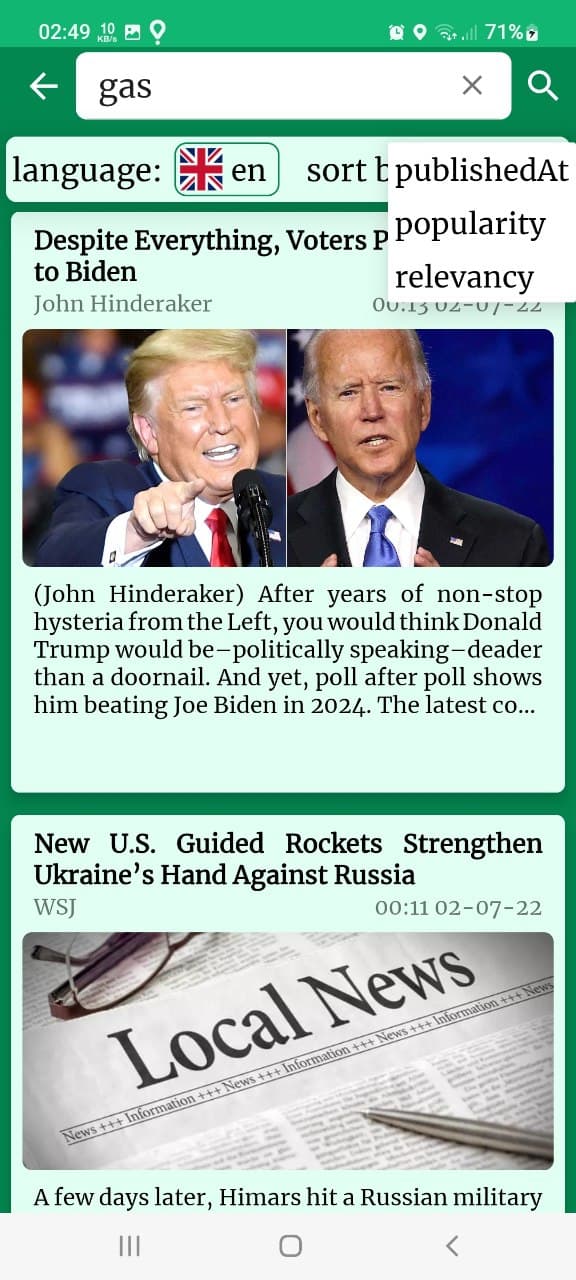 02:49 10 KB/s 71%
gas
language: en sort b
publishedAt
popularity
relevancy
Despite Everything, Voters P
to Biden
John Hinderaker 00:13 02-07-22
(John Hinderaker) After years of non-stop
hysteria from the Left, you would think Donald
Trump would be–politically speaking–deader
than a doornail. And yet, poll after poll shows
him beating Joe Biden in 2024. The latest co...
New U.S. Guided Rockets Strengthen
Ukraine’s Hand Against Russia
WSJ 00:11 02-07-22
Local News
News +++ Information +++ News +++ Information +++ News +++ Information +++ News
A few days later, Himars hit a Russian military